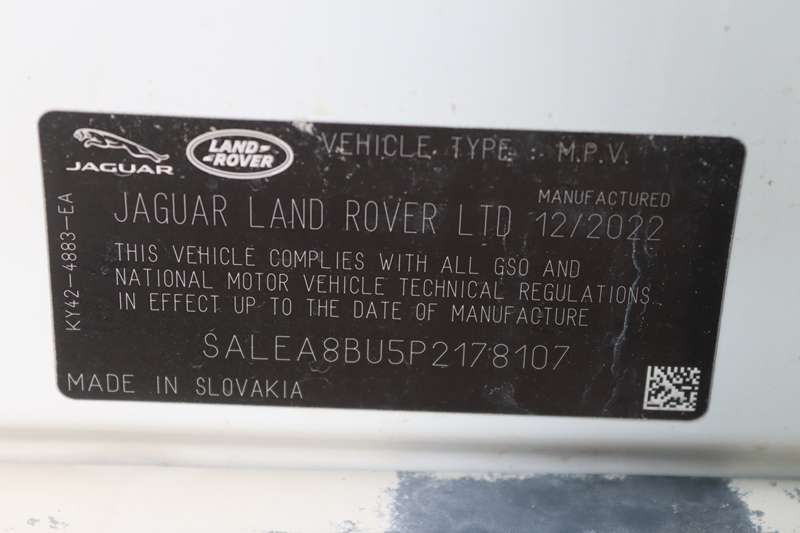 JAGUAR
LAND
ROVER
VEHICLE TYPE : M.P.V.
MANUFACTURED
JAGUAR LAND ROVER LTD 12/2022
THIS VEHICLE COMPLIES WITH ALL GSO AND
NATIONAL MOTOR VEHICLE TECHNICAL REGULATIONS
IN EFFECT UP TO THE DATE OF MANUFACTURE
SALEA8BU5P2178107
MADE IN SLOVAKIA
KY42-4883-EA